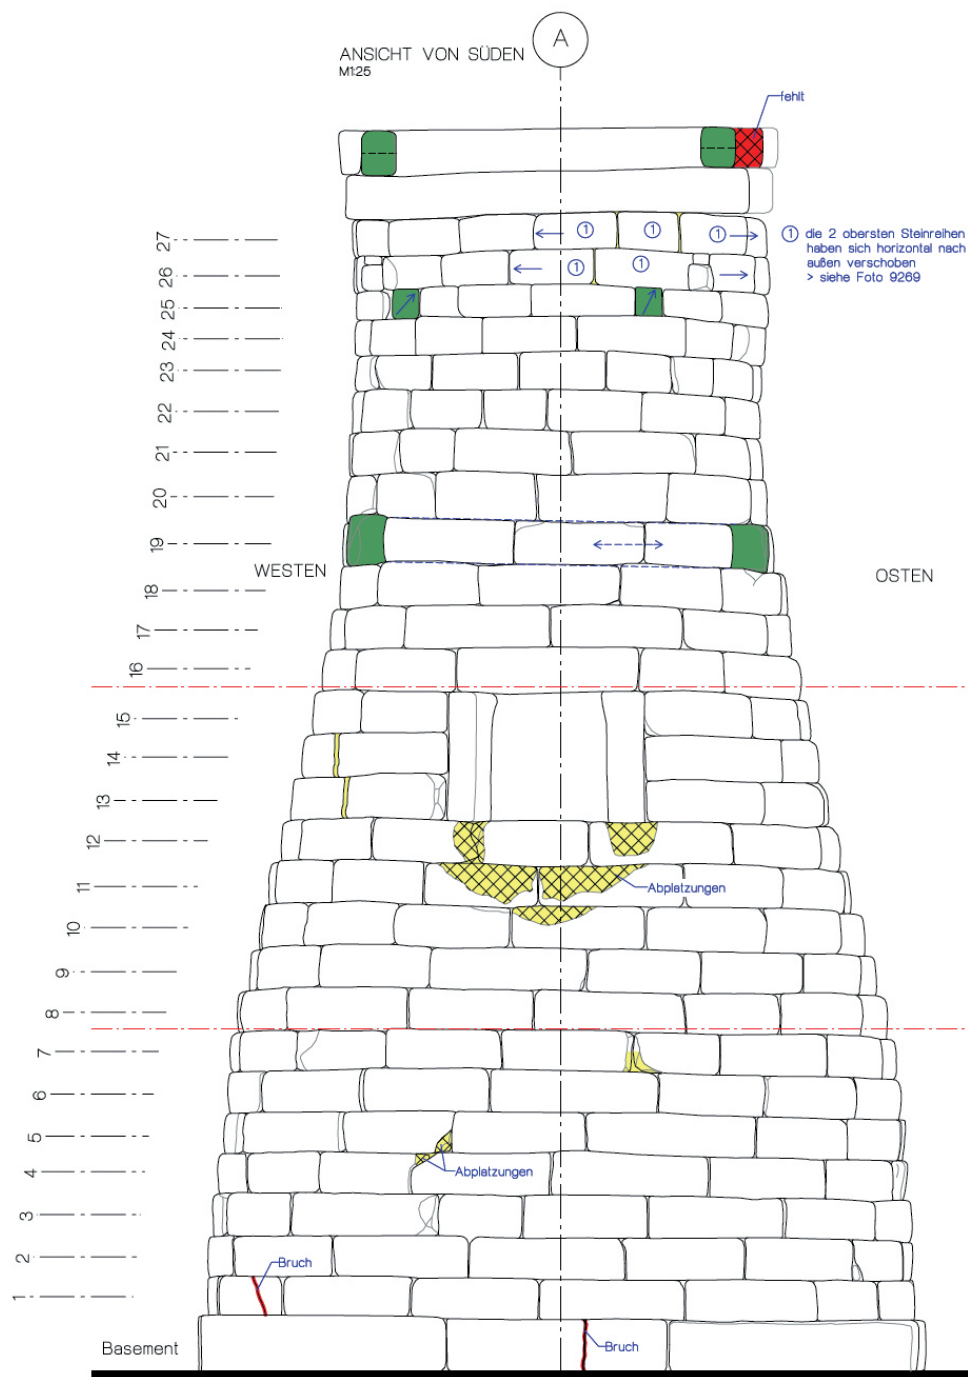 A
ANSICHT VON SÜDEN
M1:25
fehlt
27
① ① ① ①
① die 2 obersten Steinreihen
haben sich horizontal nach
außen verschoben
> siehe Foto 9269
26
① ①
25
24
23
22
21
20
19
WESTEN
OSTEN
18
17
16
15
14
13
12
11
Abplatzungen
10
9
8
7
6
5
4
Abplatzungen
3
2
Bruch
1
Basement
Bruch